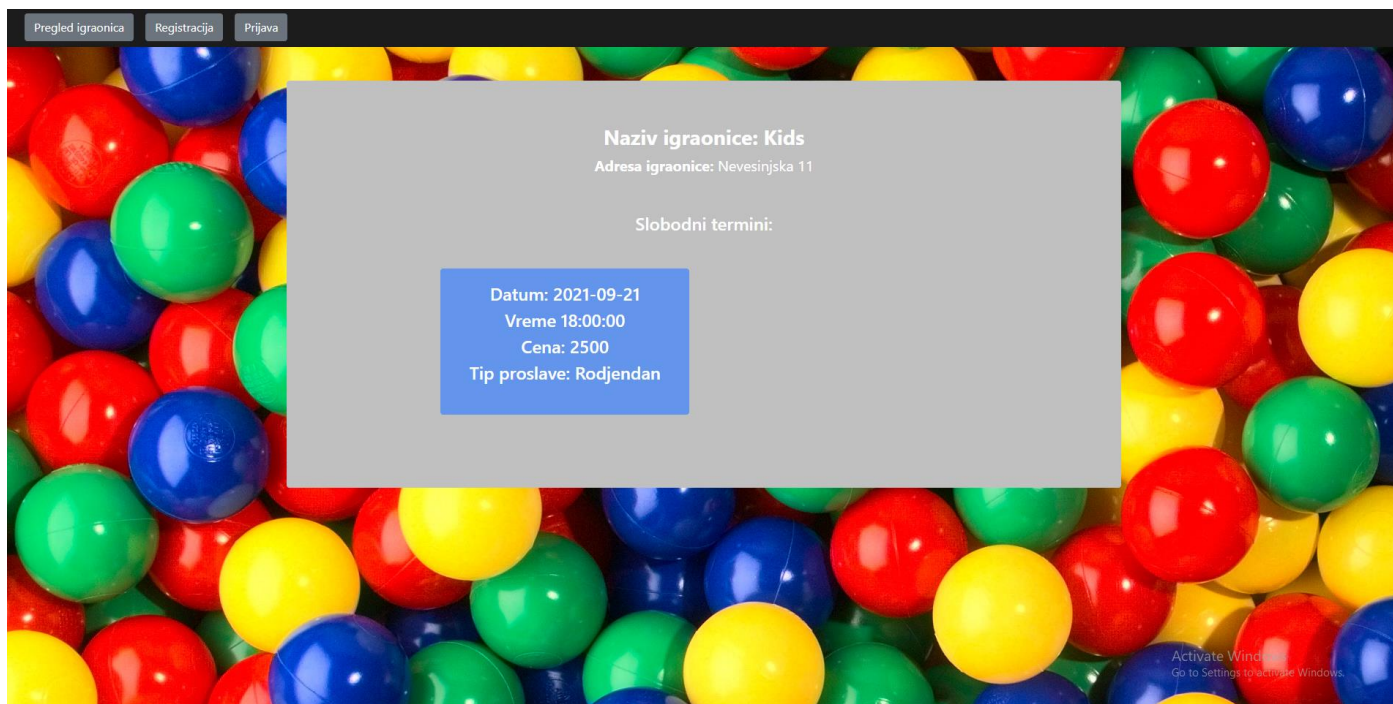 Pregled igraonica Registracija Prijava
Naziv igraonice: Kids
Adresa igraonice: Nevesinjska 11
Slobodni termini:
Datum: 2021-09-21
Vreme 18:00:00
Cena: 2500
Tip proslave: Rodjendan
Activate Windows
Go to Settings to activate Windows.